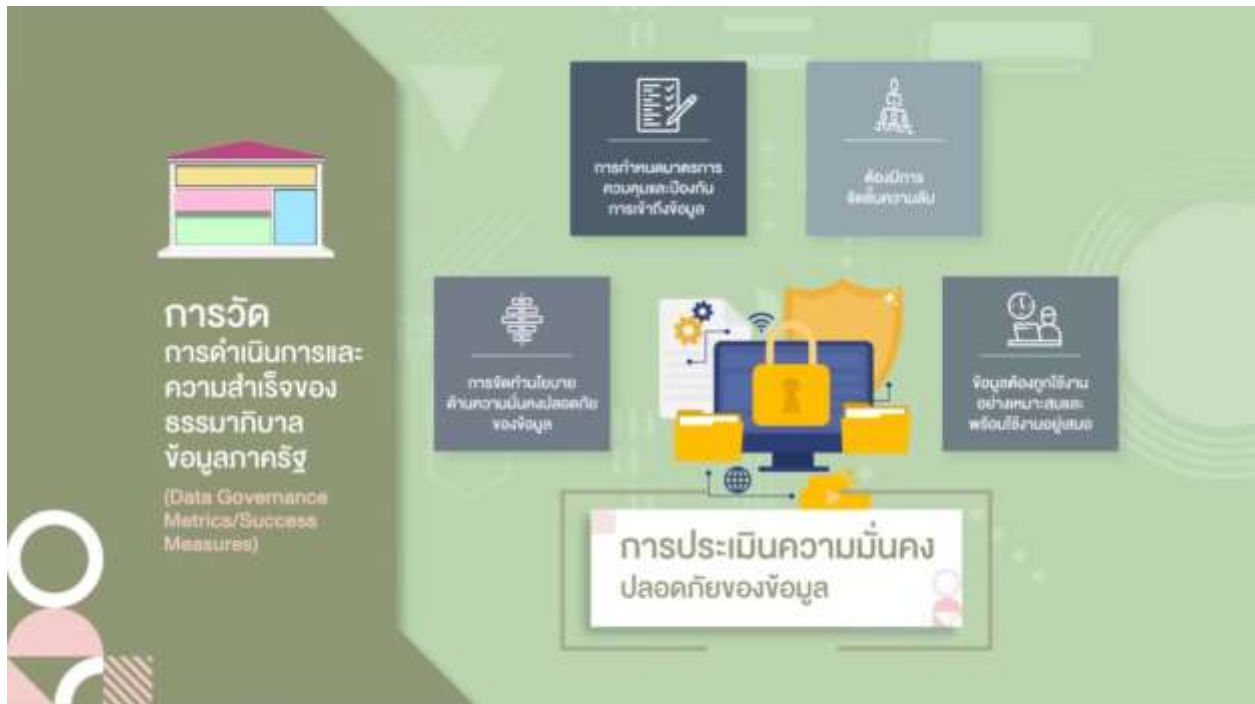 การวัด
การดำเนินการและ
ความสำเร็จของ
ธรรมาภิบาล
ข้อมูลภาครัฐ
(Data Governance
Metrics/Success
Measures)
การกำหนดมาตรการ
ควบคุมและป้องกัน
การเข้าถึงข้อมูล
ต้องมีการ
จัดชั้นความลับ
การจัดทำนโยบาย
ด้านความมั่นคงปลอดภัย
ของข้อมูล
ข้อมูลต้องถูกใช้งาน
อย่างเหมาะสมและ
พร้อมใช้งานอยู่เสมอ
การประเมินความมั่นคง
ปลอดภัยของข้อมูล